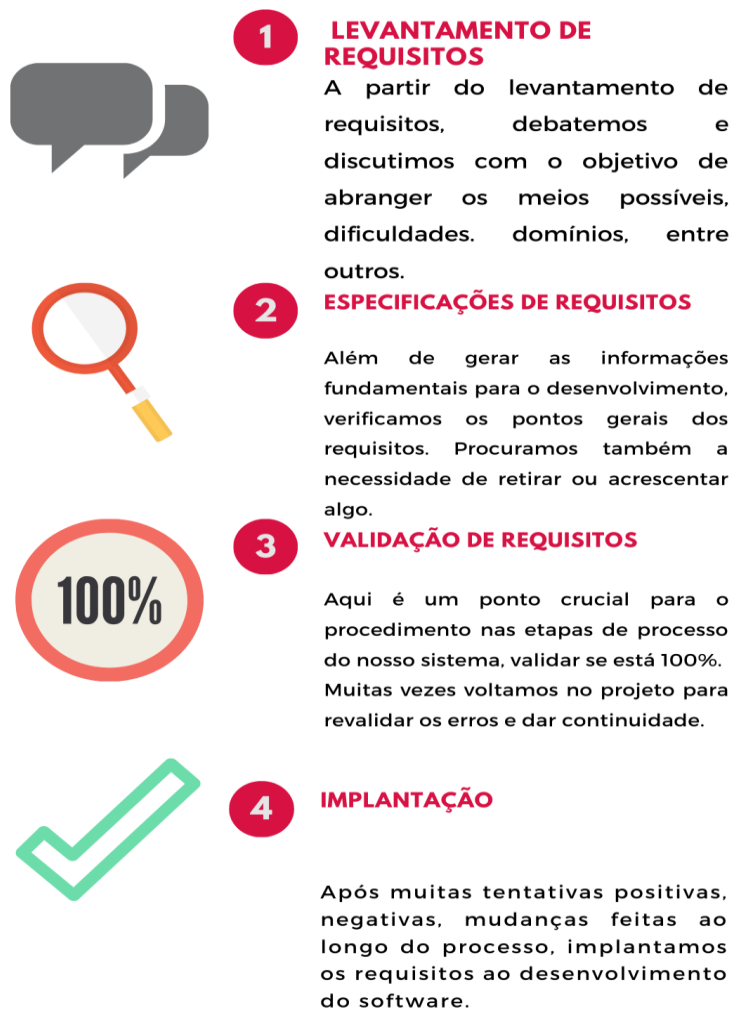 1
LEVANTAMENTO DE
REQUISITOS
A partir do levantamento de
requisitos, debatemos e
discutimos com o objetivo de
abranger os meios possíveis,
dificuldades. domínios, entre
outros.
2
ESPECIFICAÇÕES DE REQUISITOS
Além de gerar as informações
fundamentais para o desenvolvimento,
verificamos os pontos gerais dos
requisitos. Procuramos também a
necessidade de retirar ou acrescentar
algo.
100%
3
VALIDAÇÃO DE REQUISITOS
Aqui é um ponto crucial para o
procedimento nas etapas de processo
do nosso sistema, validar se está 100%.
Muitas vezes voltamos no projeto para
revalidar os erros e dar continuidade.
4
IMPLANTAÇÃO
Após muitas tentativas positivas,
negativas, mudanças feitas ao
longo do processo, implantamos
os requisitos ao desenvolvimento
do software.